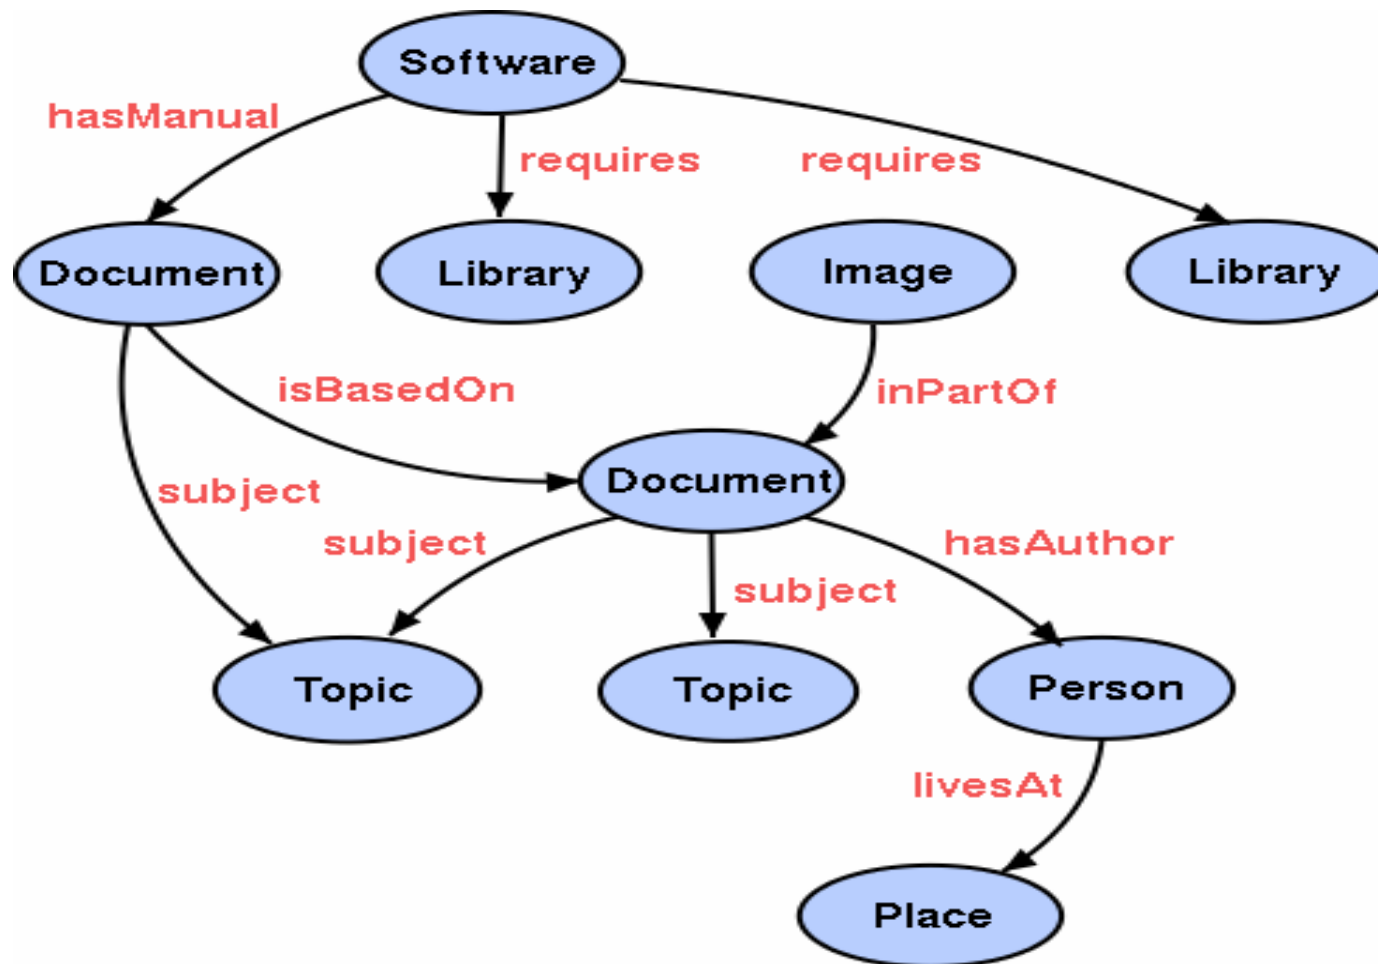 Software
hasManual
requires
requires
Document
Library
Image
Library
isBasedOn
inPartOf
subject
Document
subject
hasAuthor
subject
Topic
Topic
Person
livesAt
Place